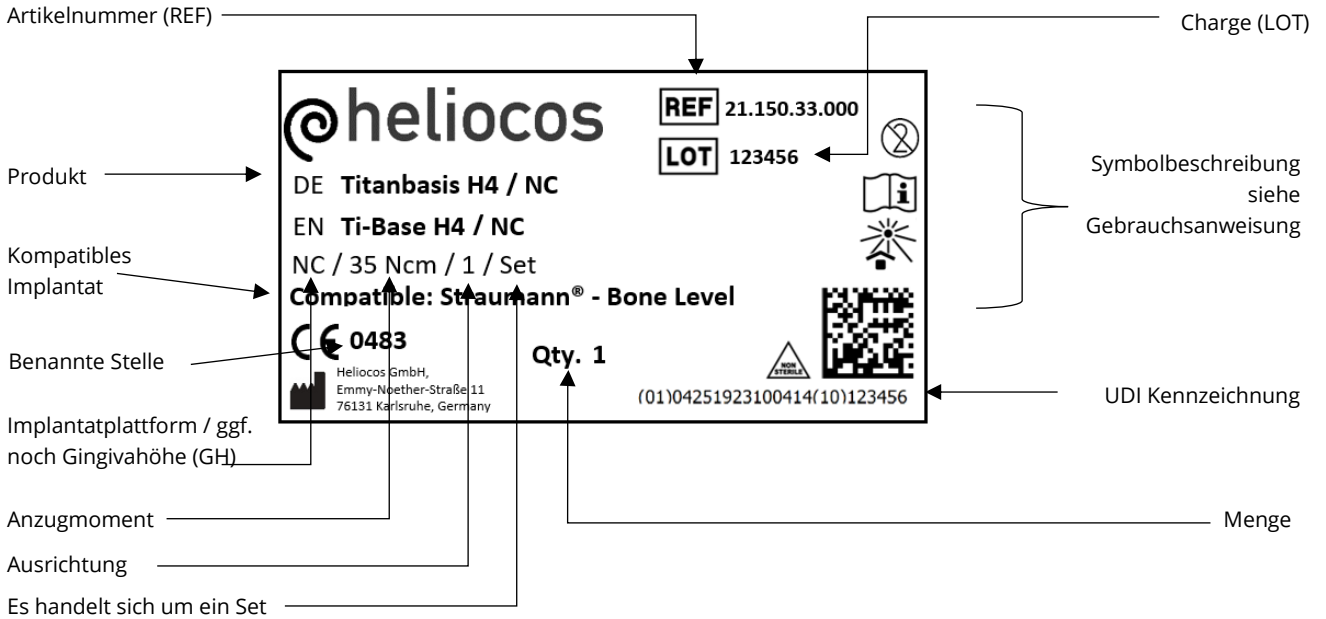 Artikelnummer (REF)
Charge (LOT)
heliocos
REF 21.150.33.000
LOT 123456
Produkt
DE Titanbasis H4 / NC
EN Ti-Base H4 / NC
Symbolbeschreibung
siehe
Gebrauchsanweisung
Kompatibles
Implantat
NC / 35 Ncm / 1 / Set
Compatible: Straumann® - Bone Level
Benannte Stelle
CE 0483
Qty. 1
NON
STERILE
Heliocos GmbH,
Emmy-Noether-Straße 11
76131 Karlsruhe, Germany
(01)04251923100414(10)123456
UDI Kennzeichnung
Implantatplattform / ggf.
noch Gingivahöhe (GH)
Anzugmoment
Menge
Ausrichtung
Es handelt sich um ein Set